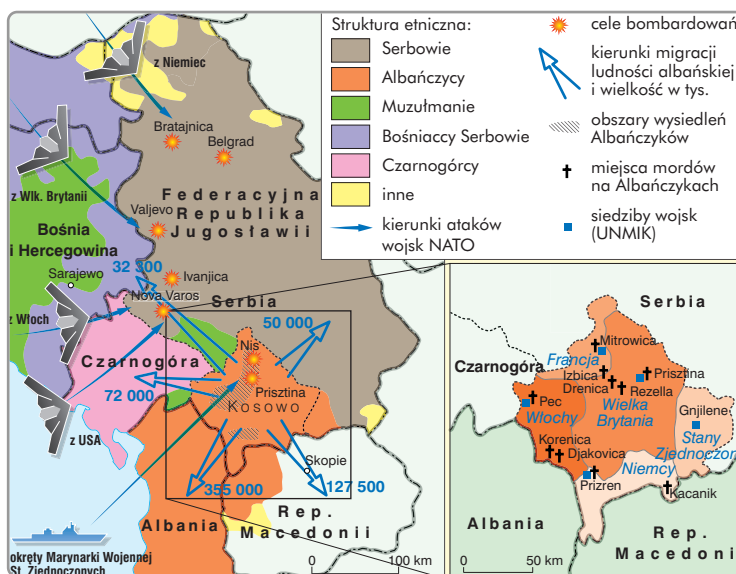 Struktura etniczna:
Serbowie
Albańczycy
Muzułmanie
Bośniaccy Serbowie
Czarnogórcy
inne
kierunki ataków
wojsk NATO
cele bombardowań
kierunki migracji
ludności albańskiej
i wielkość w tys.
obszary wysiedleń
Albańczyków
miejsca mordów
na Albańczykach
siedziby wojsk
(UNMIK)
z Niemiec
Bratajnica
Belgrad
z Wlk. Brytanii
Federacyjna
Republika
Jugosławii
Valjevo
Bośnia
i Hercegowina
Sarajewo
32 300
Ivanjica
Nova Varos
Serbia
z Włoch
50 000
Czarnogóra
Nis
72 000
Prisztina
KOSOWO
z USA
Skopie
355 000
127 500
Albania
Rep.
Macedonii
okręty Marynarki Wojennej
St. Zjednoczonych
0 100 km
Serbia
Mitrowica
Czarnogóra
Francja
Izbica
Prisztina
Drenica
Rezella
Pec
Włochy
Wielka
Brytania
Gnjilene
Stany
Zjednoczon
Korenica
Djakovica
Niemcy
Prizren
Kacanik
Albania
Rep.
Macedonii
0 50 km